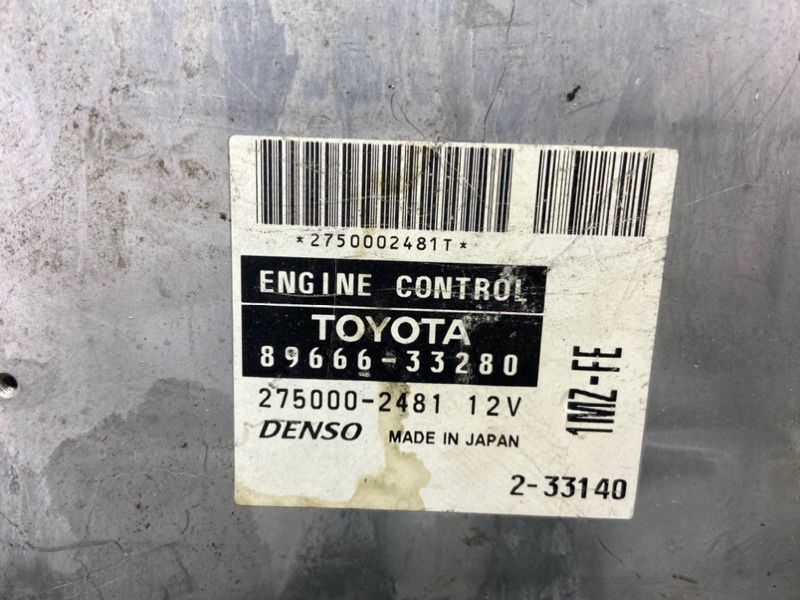 *2750002481T*
ENGINE CONTROL
TOYOTA
89666-33280
275000-2481 12V
DENSO MADE IN JAPAN
1MZ-FE
2-33140